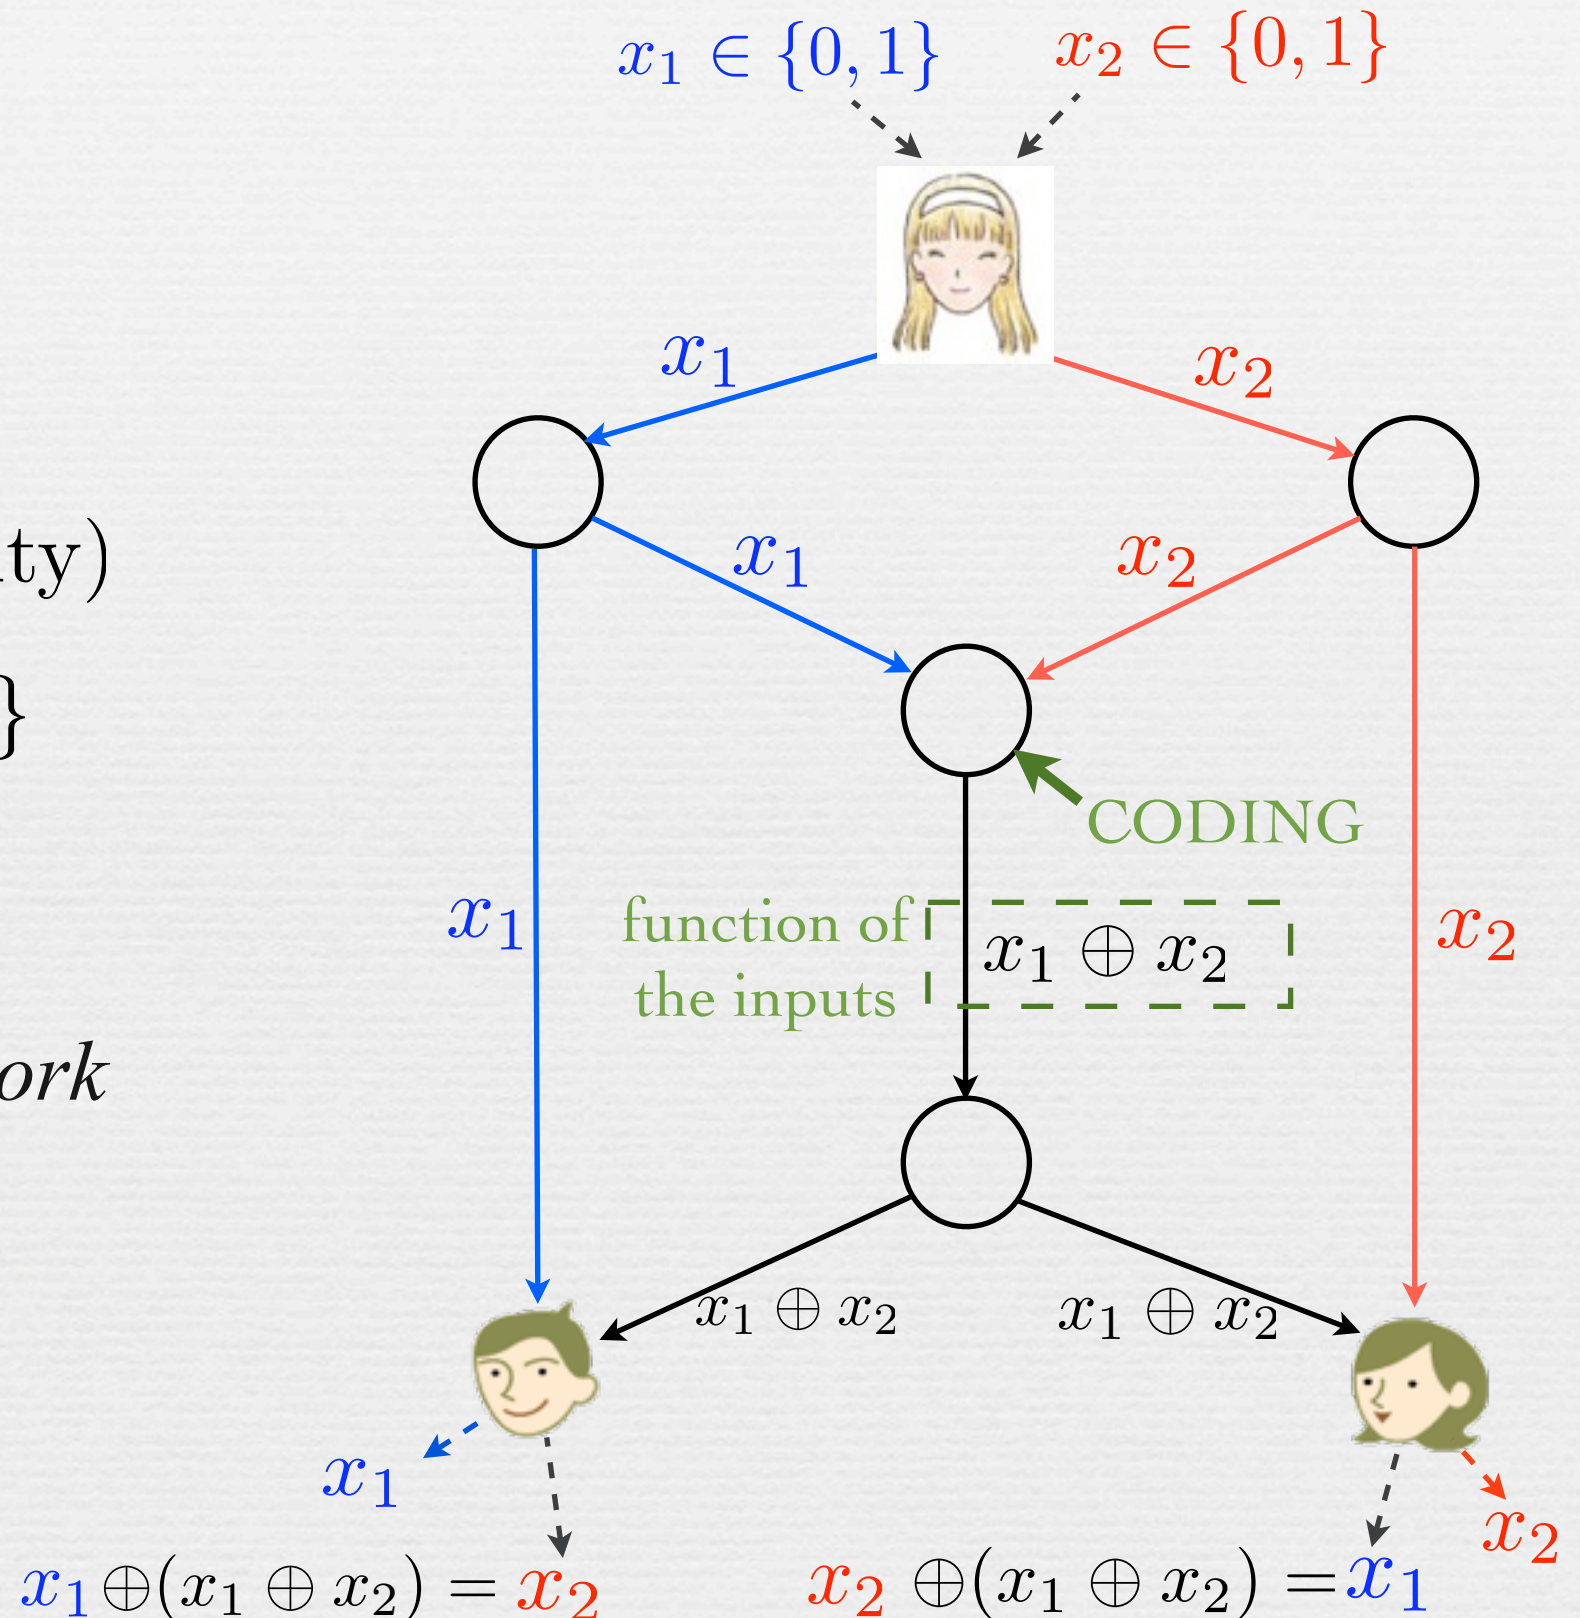 x₁ ∈ {0, 1}
x₂ ∈ {0, 1}
x₁
x₂
x₁
x₂
ty)
}
CODING
x₁
function of
the inputs
x₁ ⊕ x₂
x₂
ork
x₁ ⊕ x₂
x₁ ⊕ x₂
x₁
x₂
x₁ ⊕(x₁ ⊕ x₂) = x₂
x₂ ⊕(x₁ ⊕ x₂) = x₁